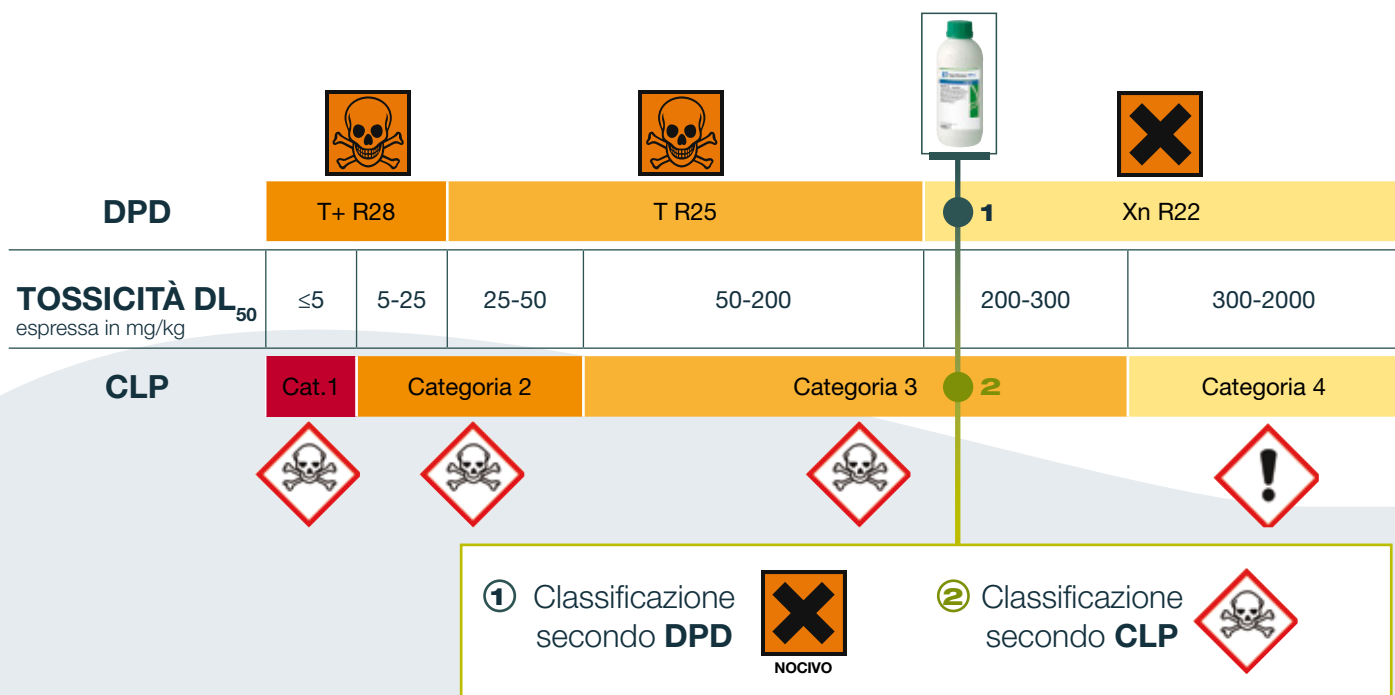 DPD
T+ R28
T R25
1
Xn R22
TOSSICITÀ DL50
espressa in mg/kg
≤5
5-25
25-50
50-200
200-300
300-2000
CLP
Cat.1
Categoria 2
Categoria 3
2
Categoria 4
1 Classificazione
secondo DPD
NOCIVO
2 Classificazione
secondo CLP